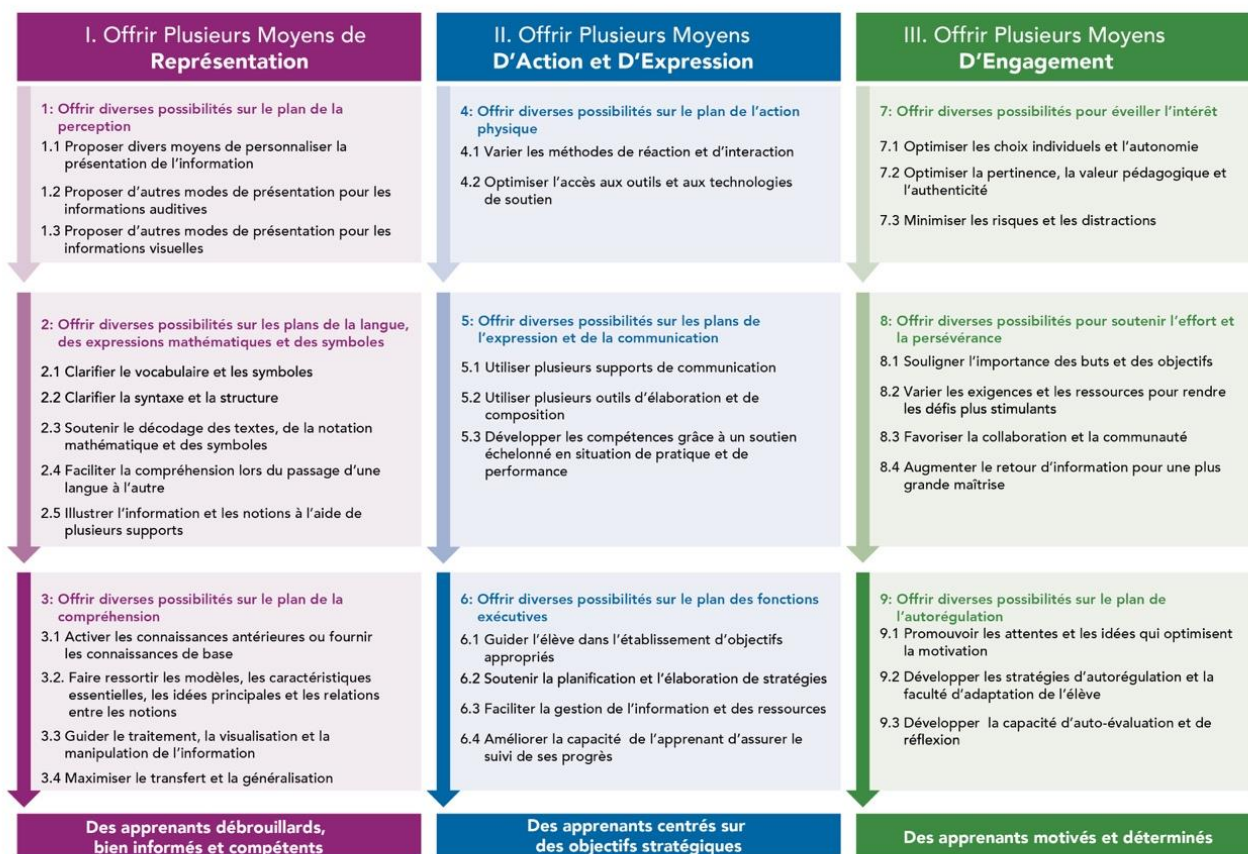 I. Offrir Plusieurs Moyens de
Représentation
1: Offrir diverses possibilités sur le plan de la
perception
1.1 Proposer divers moyens de personnaliser la
présentation de l'information
1.2 Proposer d'autres modes de présentation pour les
informations auditives
1.3 Proposer d'autres modes de présentation pour les
informations visuelles
2: Offrir diverses possibilités sur les plans de la langue,
des expressions mathématiques et des symboles
2.1 Clarifier le vocabulaire et les symboles
2.2 Clarifier la syntaxe et la structure
2.3 Soutenir le décodage des textes, de la notation
mathématique et des symboles
2.4 Faciliter la compréhension lors du passage d'une
langue à l'autre
2.5 Illustrer l'information et les notions à l'aide de
plusieurs supports
3: Offrir diverses possibilités sur le plan de la
compréhension
3.1 Activer les connaissances antérieures ou fournir
les connaissances de base
3.2. Faire ressortir les modèles, les caractéristiques
essentielles, les idées principales et les relations
entre les notions
3.3 Guider le traitement, la visualisation et la
manipulation de l'information
3.4 Maximiser le transfert et la généralisation
Des apprenants débrouillards,
bien informés et compétents
II. Offrir Plusieurs Moyens
D'Action et D'Expression
4: Offrir diverses possibilités sur le plan de l'action
physique
4.1 Varier les méthodes de réaction et d'interaction
4.2 Optimiser l'accès aux outils et aux technologies
de soutien
5: Offrir diverses possibilités sur les plans de
l'expression et de la communication
5.1 Utiliser plusieurs supports de communication
5.2 Utiliser plusieurs outils d'élaboration et de
composition
5.3 Développer les compétences grâce à un soutien
échelonné en situation de pratique et de
performance
6: Offrir diverses possibilités sur le plan des fonctions
exécutives
6.1 Guider l'élève dans l'établissement d'objectifs
appropriés
6.2 Soutenir la planification et l'élaboration de stratégies
6.3 Faciliter la gestion de l'information et des ressources
6.4 Améliorer la capacité de l'apprenant d'assurer le
suivi de ses progrès
Des apprenants centrés sur
des objectifs stratégiques
III. Offrir Plusieurs Moyens
D'Engagement
7: Offrir diverses possibilités pour éveiller l'intérêt
7.1 Optimiser les choix individuels et l'autonomie
7.2 Optimiser la pertinence, la valeur pédagogique et
l'authenticité
7.3 Minimiser les risques et les distractions
8: Offrir diverses possibilités pour soutenir l'effort et
la persévérance
8.1 Souligner l'importance des buts et des objectifs
8.2 Varier les exigences et les ressources pour rendre
les défis plus stimulants
8.3 Favoriser la collaboration et la communauté
8.4 Augmenter le retour d'information pour une plus
grande maîtrise
9: Offrir diverses possibilités sur le plan de
l'autorégulation
9.1 Promouvoir les attentes et les idées qui optimisent
la motivation
9.2 Développer les stratégies d'autorégulation et la
faculté d'adaptation de l'élève
9.3 Développer la capacité d'auto-évaluation et de
réflexion
Des apprenants motivés et déterminés